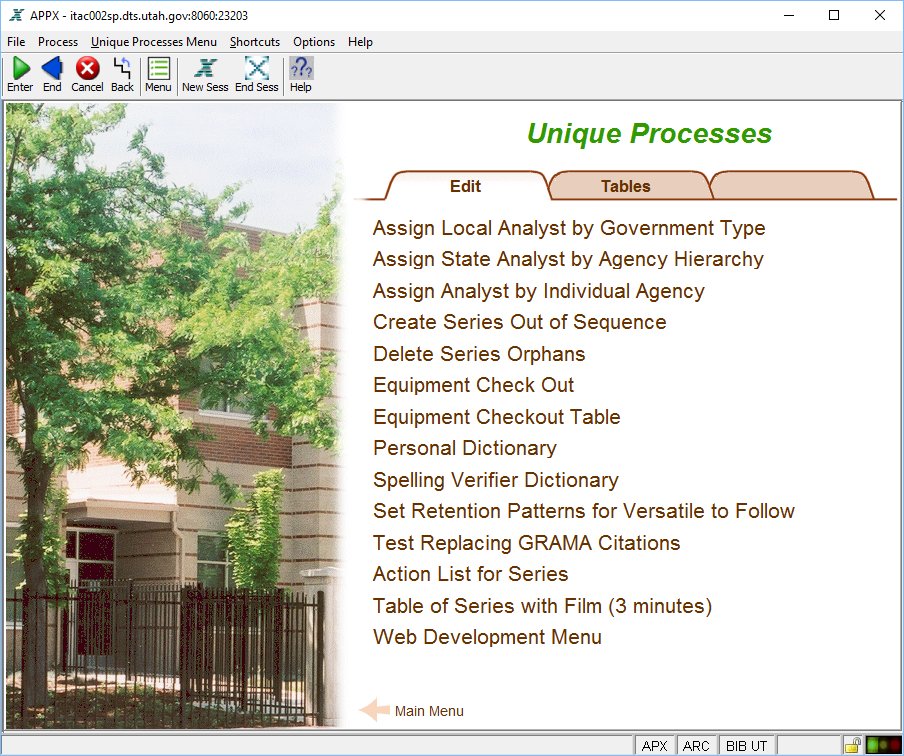 APPX - itac002sp.dts.utah.gov:8060:23203
File Process Unique Processes Menu Shortcuts Options Help
Enter End Cancel Back Menu New Sess End Sess Help
Unique Processes
Edit Tables
Assign Local Analyst by Government Type
Assign State Analyst by Agency Hierarchy
Assign Analyst by Individual Agency
Create Series Out of Sequence
Delete Series Orphans
Equipment Check Out
Equipment Checkout Table
Personal Dictionary
Spelling Verifier Dictionary
Set Retention Patterns for Versatile to Follow
Test Replacing GRAMA Citations
Action List for Series
Table of Series with Film (3 minutes)
Web Development Menu
Main Menu
APX ARC BIB UT